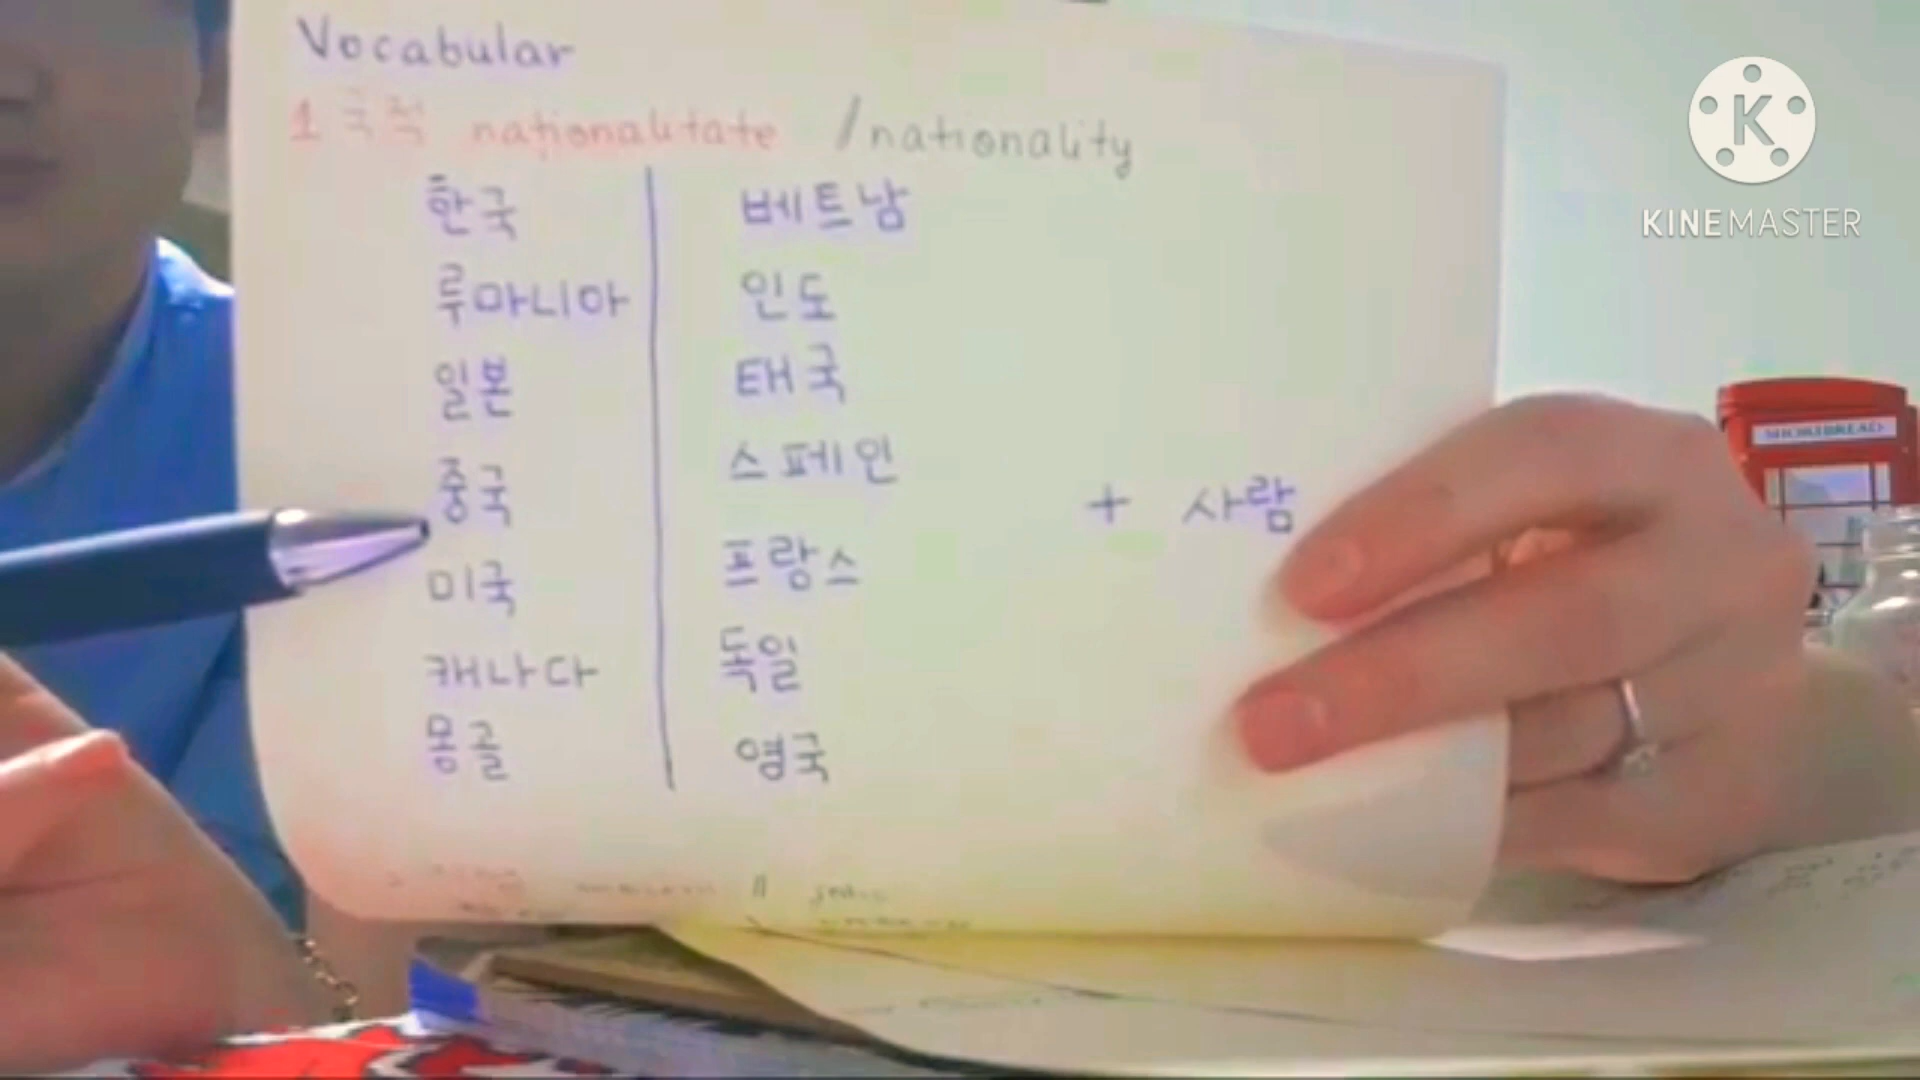 Vocabular
1 국적 naționalitate / nationality
한국
루마니아
일본
중국
미국
캐나다
몽골
베트남
인도
태국
스페인
프랑스
독일
영국
+ 사람
K
KINEMASTER
SHORTBREAD